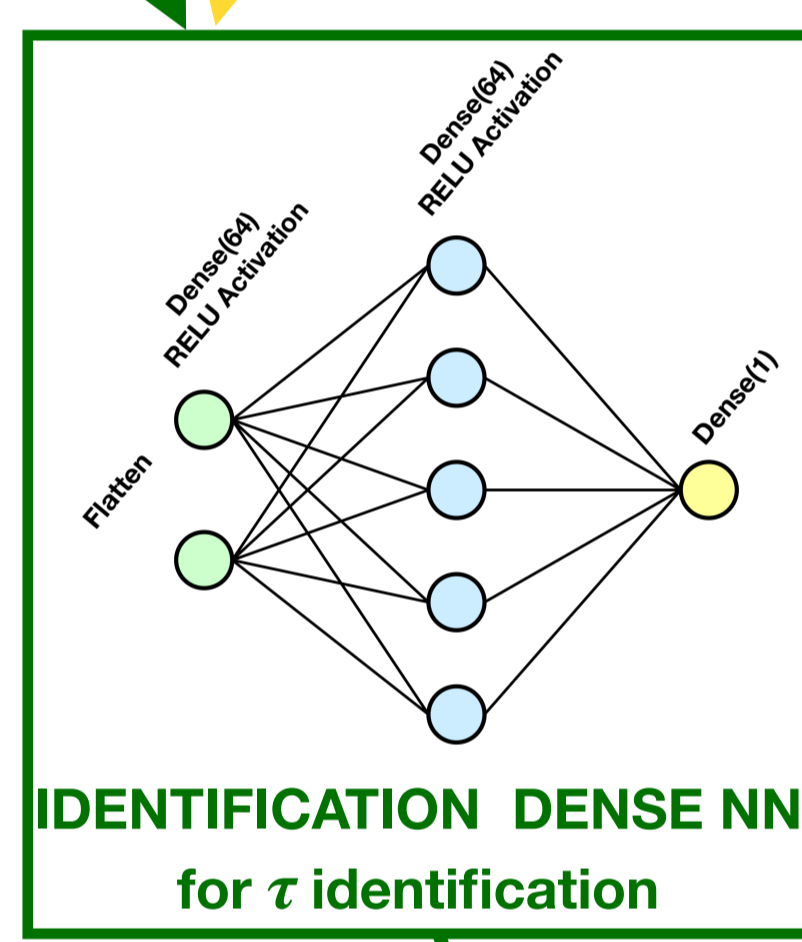 Dense(64)
RELU Activation
Dense(64)
RELU Activation
Flatten
Dense(1)
IDENTIFICATION DENSE NN
for τ identification